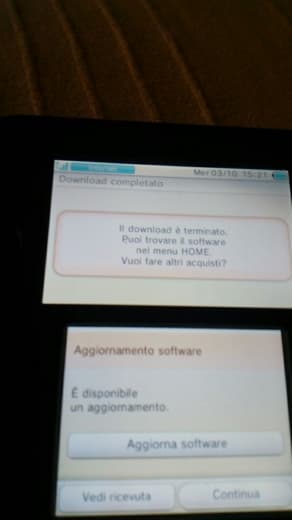 Internet
Mer 03/10 15:21
Download completato
Il download è terminato.
Puoi trovare il software
nel menu HOME.
Vuoi fare altri acquisti?
Aggiornamento software
È disponibile
un aggiornamento.
Aggiorna software
Vedi ricevuta
Continua